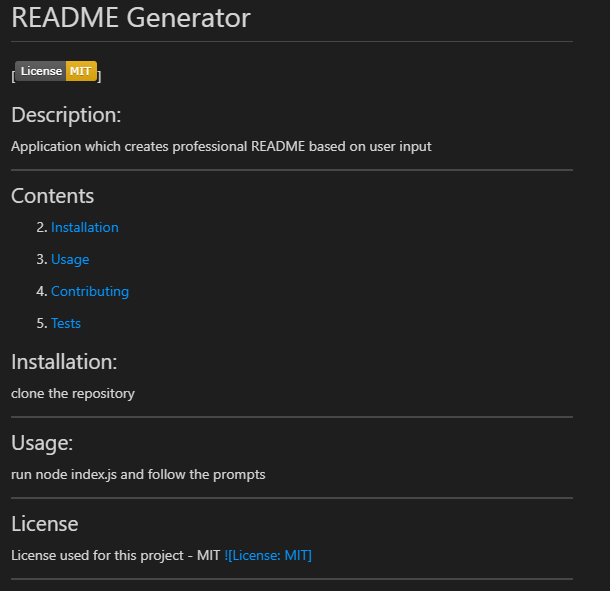 README Generator
[License MIT]
Description:
Application which creates professional README based on user input
Contents
2. Installation
3. Usage
4. Contributing
5. Tests
Installation:
clone the repository
Usage:
run node index.js and follow the prompts
License
License used for this project - MIT ![License: MIT]